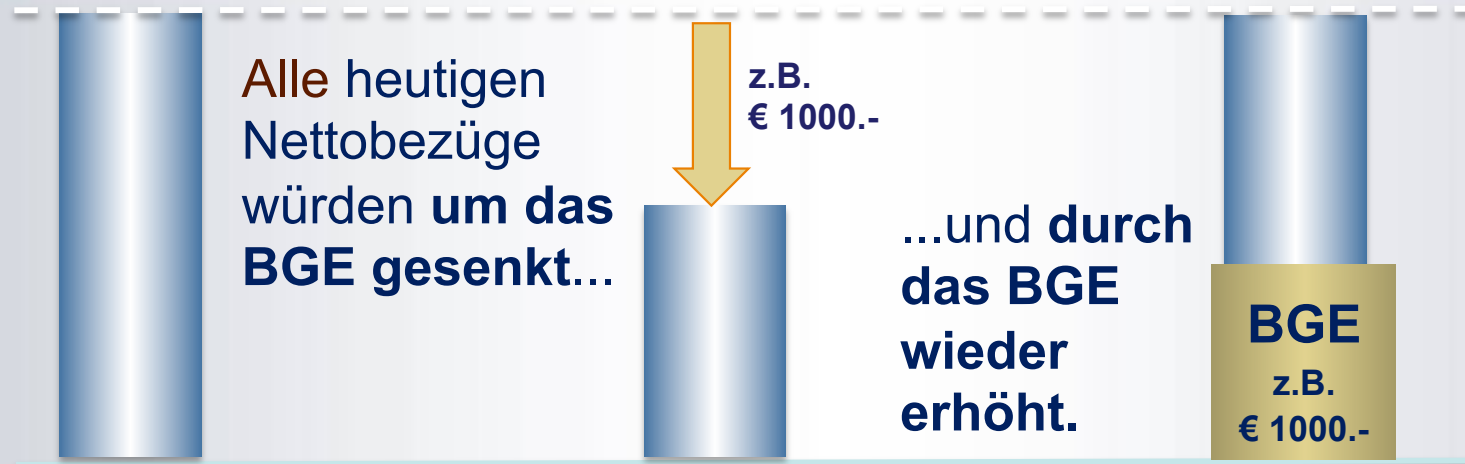 Alle heutigen
Nettobezüge
würden um das
BGE gesenkt...
z.B.
€ 1000.-
...und durch
das BGE
wieder
erhöht.
BGE
z.B.
€ 1000.-